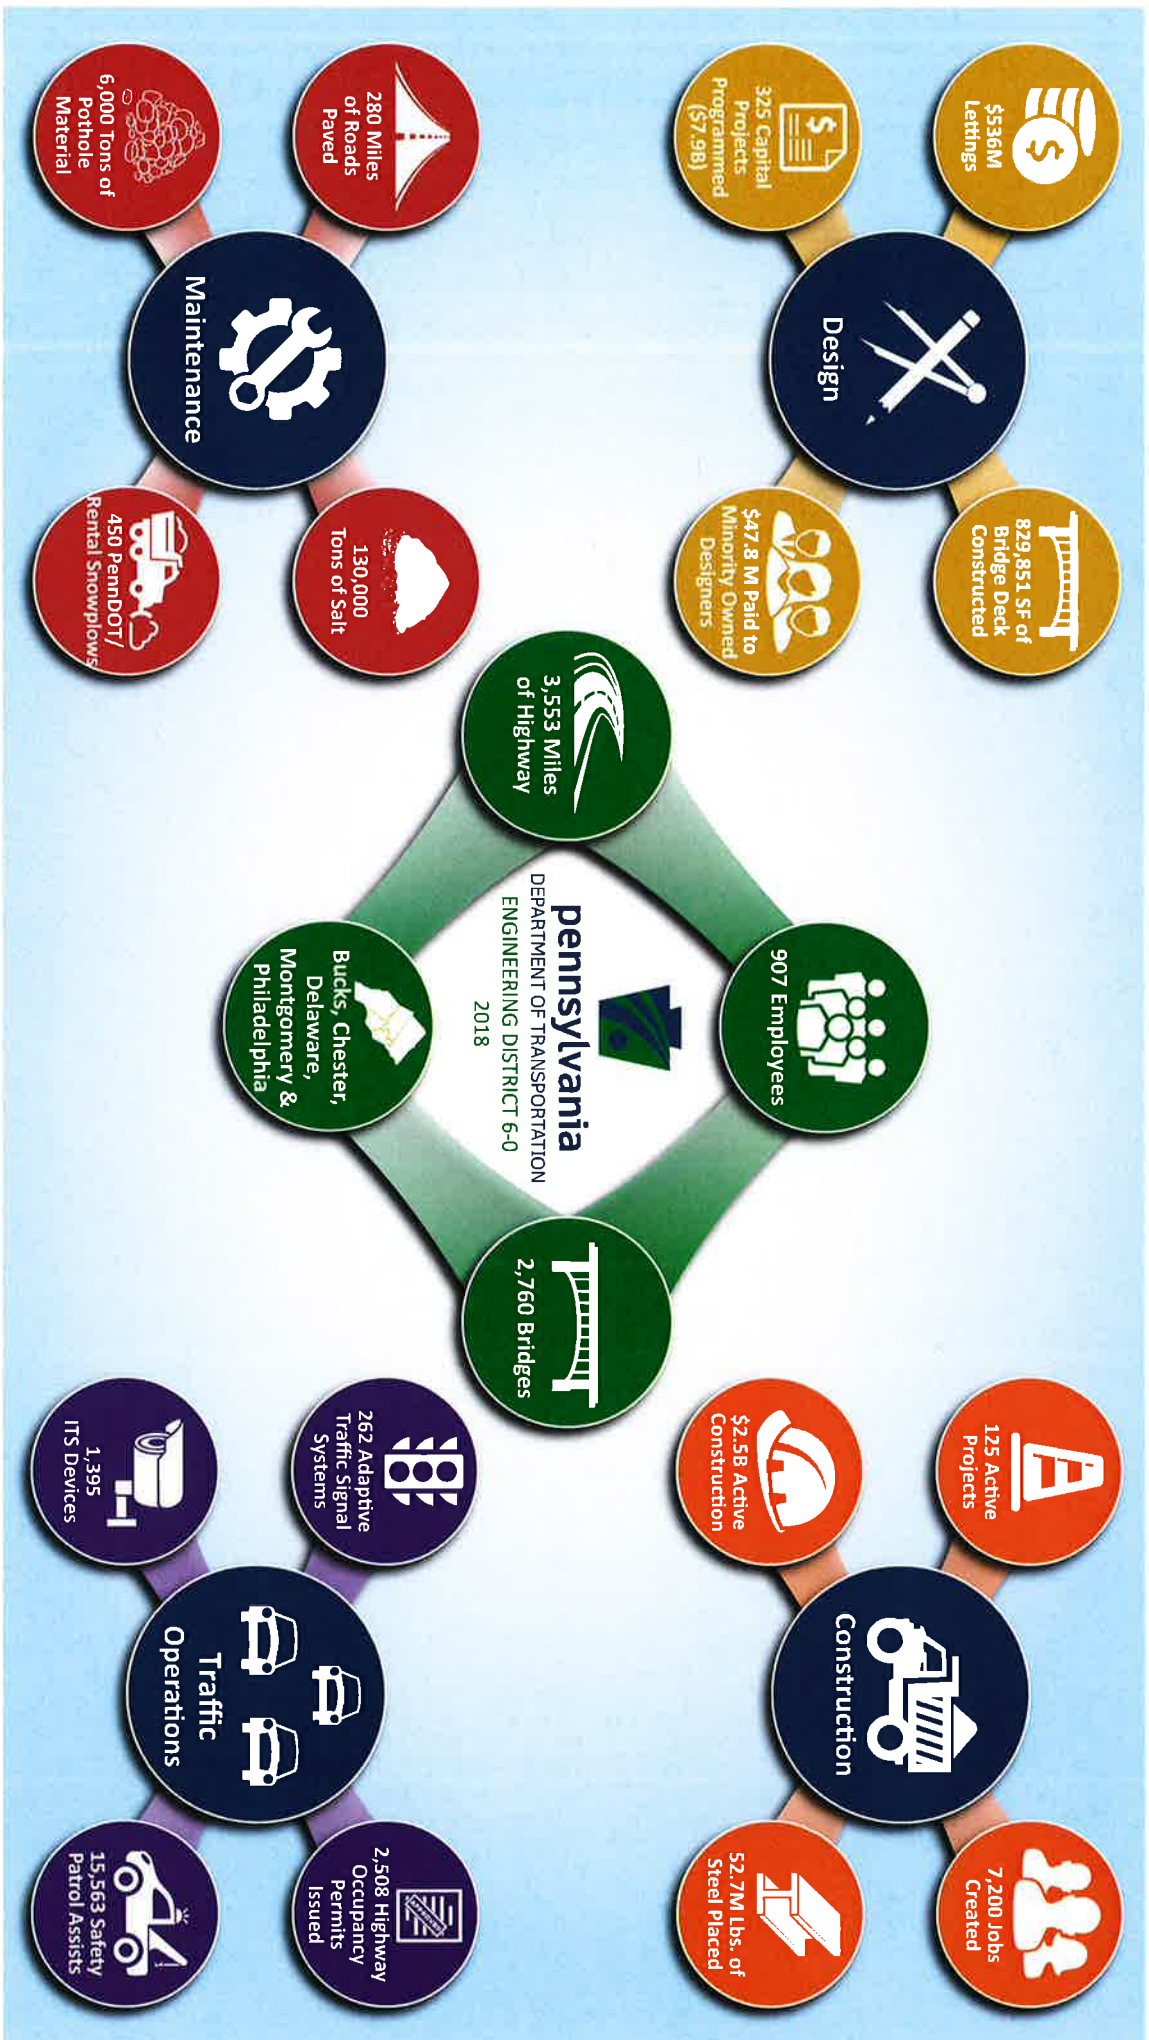 $536M
Lettings
829,851 SF of
Bridge Deck
Constructed
Design
325 Capital
Projects
Programmed
($7.9B)
$47.8 M Paid to
Minority Owned
Designers
125 Active
Projects
7,200 Jobs
Created
Construction
$2.5B Active
Construction
52.7M Lbs. of
Steel Placed
907 Employees
3,553 Miles
of Highway
pennsylvania
DEPARTMENT OF TRANSPORTATION
ENGINEERING DISTRICT 6-0
2018
2,760 Bridges
Bucks, Chester,
Delaware,
Montgomery &
Philadelphia
280 Miles
of Roads
Paved
130,000
Tons of Salt
Maintenance
6,000 Tons of
Pothole
Material
450 PennDOT/
Rental Snowplows
262 Adaptive
Traffic Signal
Systems
2,508 Highway
Occupancy
Permits
Issued
Traffic
Operations
1,395
ITS Devices
15,563 Safety
Patrol Assists